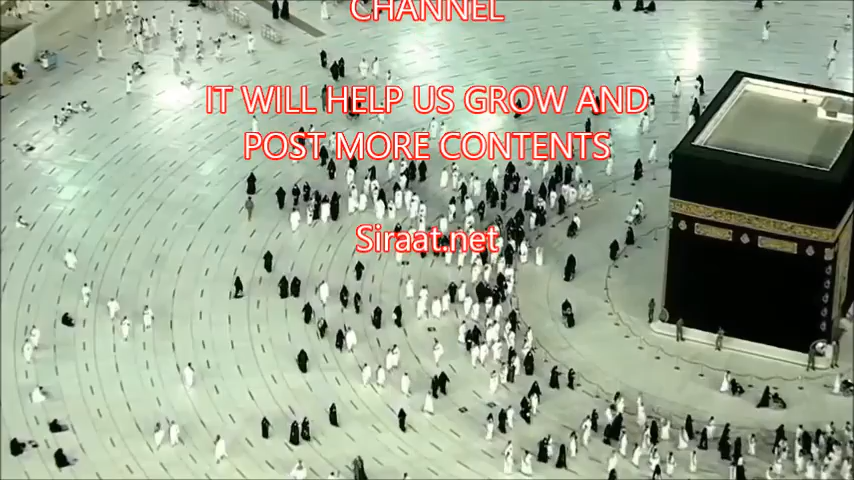 CHANNEL
IT WILL HELP US GROW AND
POST MORE CONTENTS
Siraat.net